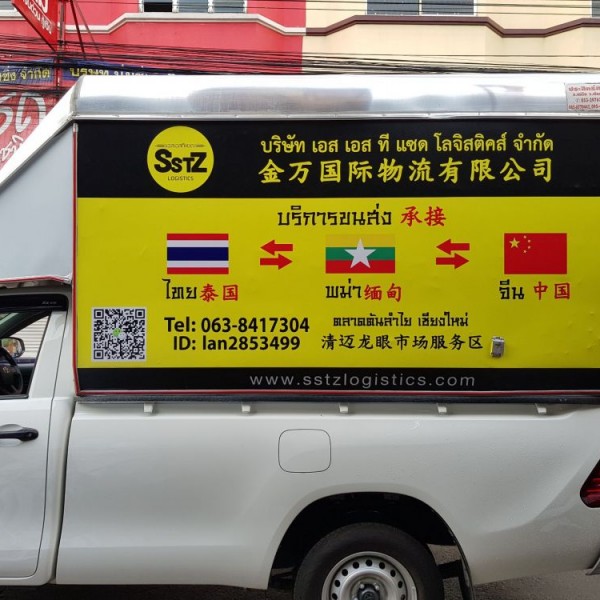 SSTZ
LOGISTICS
บริษัท เอส เอส ที แซด โลจิสติคส์ จำกัด
金万国际物流有限公司
บริการขนส่ง 承接
ไทย泰国
พม่า缅甸
จีน 中国
Tel: 063-8417304
ID: lan2853499
ตลาดต้นลำไย เชียงใหม่
清迈龙眼市场服务区
www.sstzlogistics.com